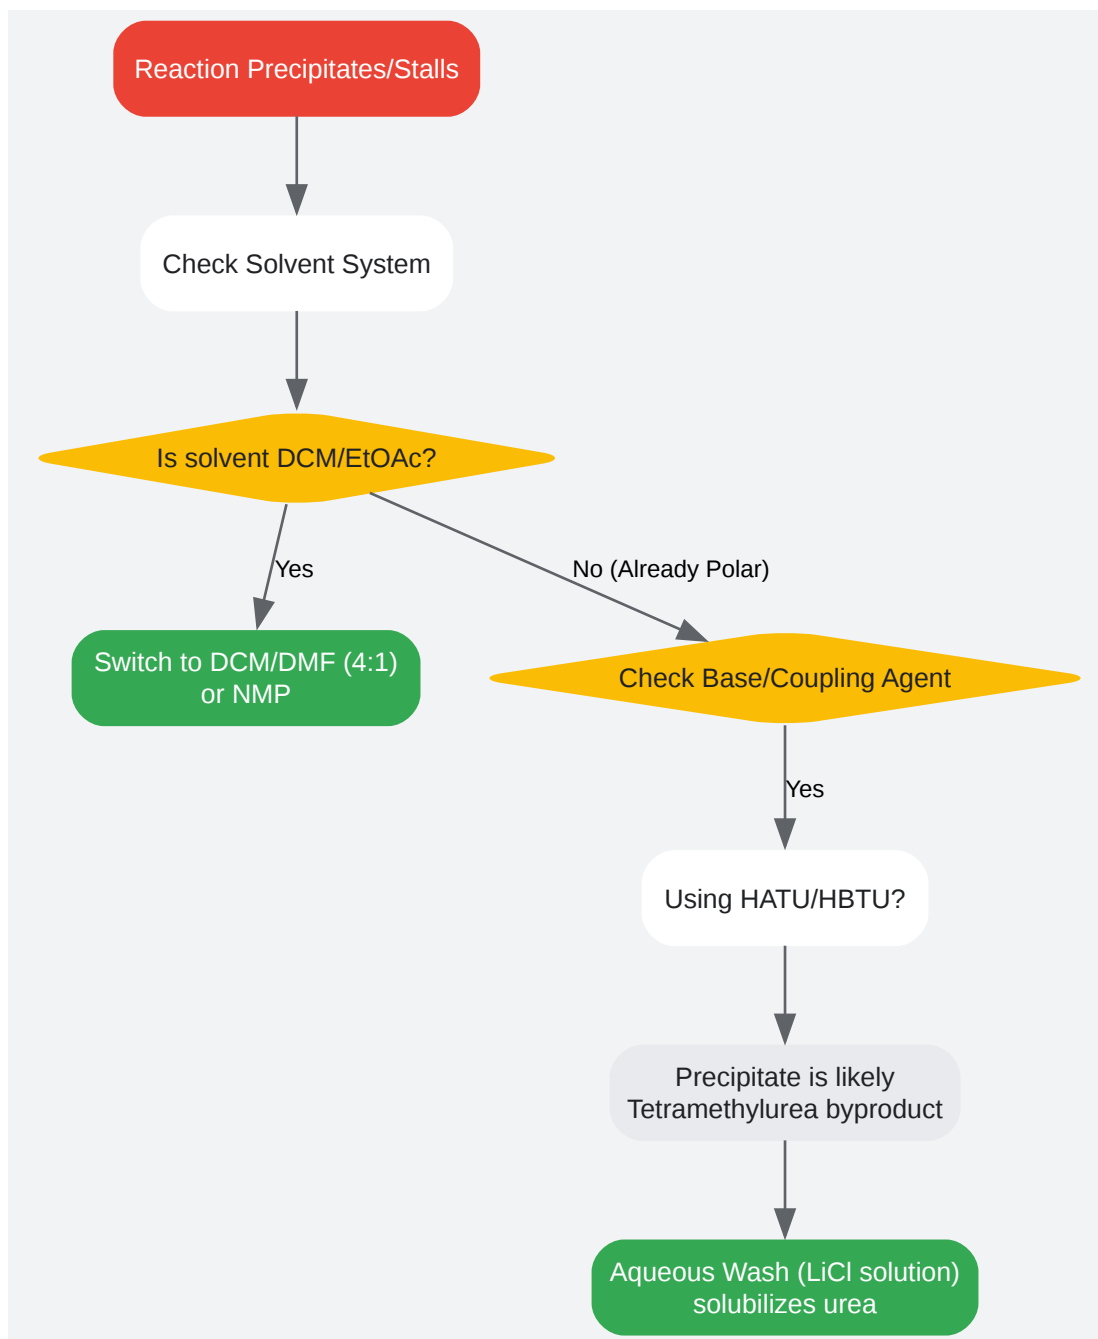 Reaction Precipitates/Stalls
Check Solvent System
Is solvent DCM/EtOAc?
Yes
No (Already Polar)
Switch to DCM/DMF (4:1)
or NMP
Check Base/Coupling Agent
Yes
Using HATU/HBTU?
Precipitate is likely
Tetramethylurea byproduct
Aqueous Wash (LiCl solution)
solubilizes urea